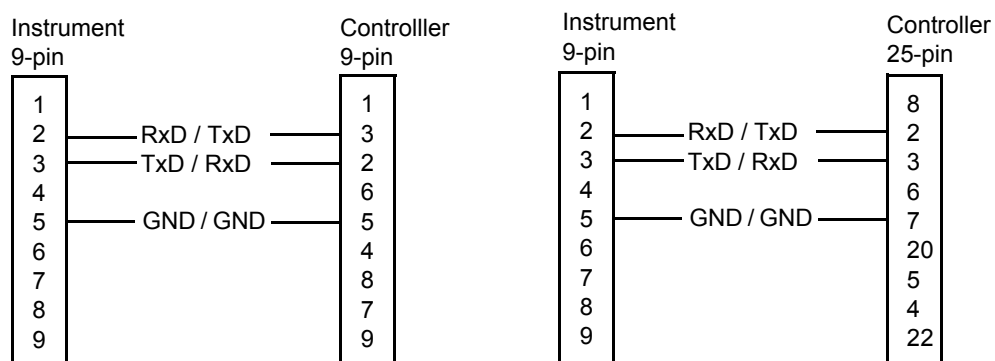 Instrument
9-pin
Controlller
9-pin
1 1
2 RxD / TxD 3
3 TxD / RxD 2
4 6
5 GND / GND 5
6 4
7 8
8 7
9 9
Instrument
9-pin
Controller
25-pin
1 8
2 RxD / TxD 2
3 TxD / RxD 3
4 6
5 GND / GND 7
6 20
7 5
8 4
9 22